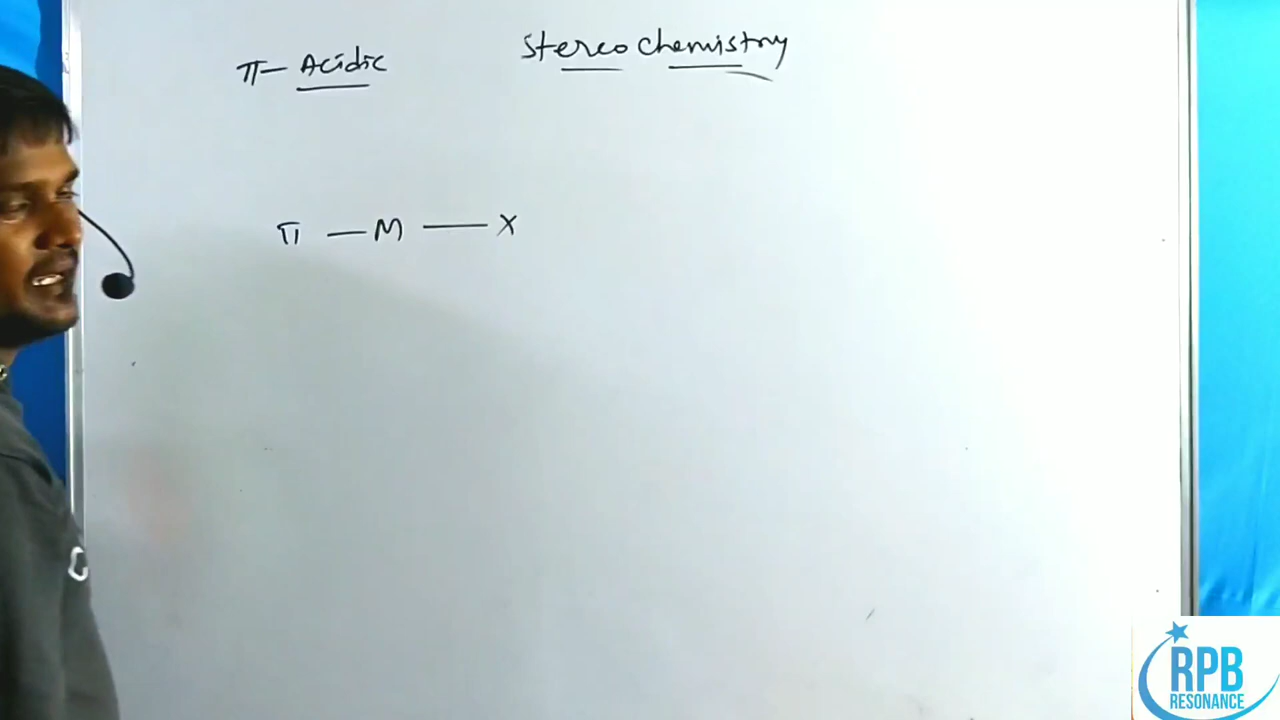 π- Acidic
Stereo Chemistry
π — M — X
RPB
RESONANCE